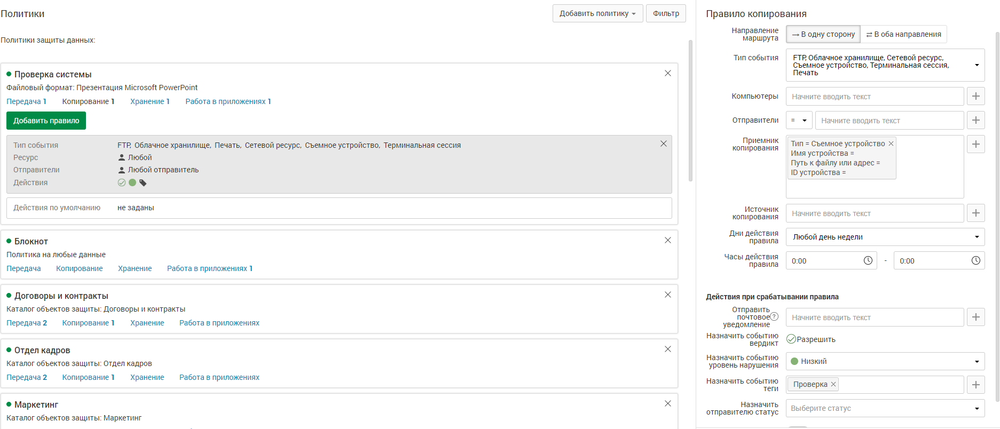 Политики
Добавить политику
Фильтр
Политики защиты данных:
Проверка системы
Файловый формат: Презентация Microsoft PowerPoint
Передача 1 Копирование 1 Хранение 1 Работа в приложениях 1
Добавить правило
Тип события FTP, Облачное хранилище, Печать, Сетевой ресурс, Съемное устройство, Терминальная сессия
Ресурс Любой
Отправители Любой отправитель
Действия
Действия по умолчанию не заданы
Блокнот
Политика на любые данные
Передача Копирование Хранение Работа в приложениях 1
Договоры и контракты
Каталог объектов защиты: Договоры и контракты
Передача 2 Копирование 1 Хранение Работа в приложениях
Отдел кадров
Каталог объектов защиты: Отдел кадров
Передача 2 Копирование 1 Хранение Работа в приложениях
Маркетинг
Каталог объектов защиты: Маркетинг
Правило копирования
Направление
маршрута
→ В одну сторону ⇄ В оба направления
Тип события
FTP, Облачное хранилище, Сетевой ресурс,
Съемное устройство, Терминальная сессия,
Печать
Компьютеры Начните вводить текст
Отправители = Начните вводить текст
Приемник
копирования
Тип = Съемное устройство
Имя устройства =
Путь к файлу или адрес =
ID устройства =
Источник
копирования
Начните вводить текст
Дни действия
правила
Любой день недели
Часы действия
правила
0:00 - 0:00
Действия при срабатывании правила
Отправить
почтовое
уведомление
?
Начните вводить текст
Назначить событию
вердикт
Разрешить
Назначить событию
уровень нарушения
Низкий
Назначить событию
теги
Проверка
Назначить
отправителю статус
Выберите статус